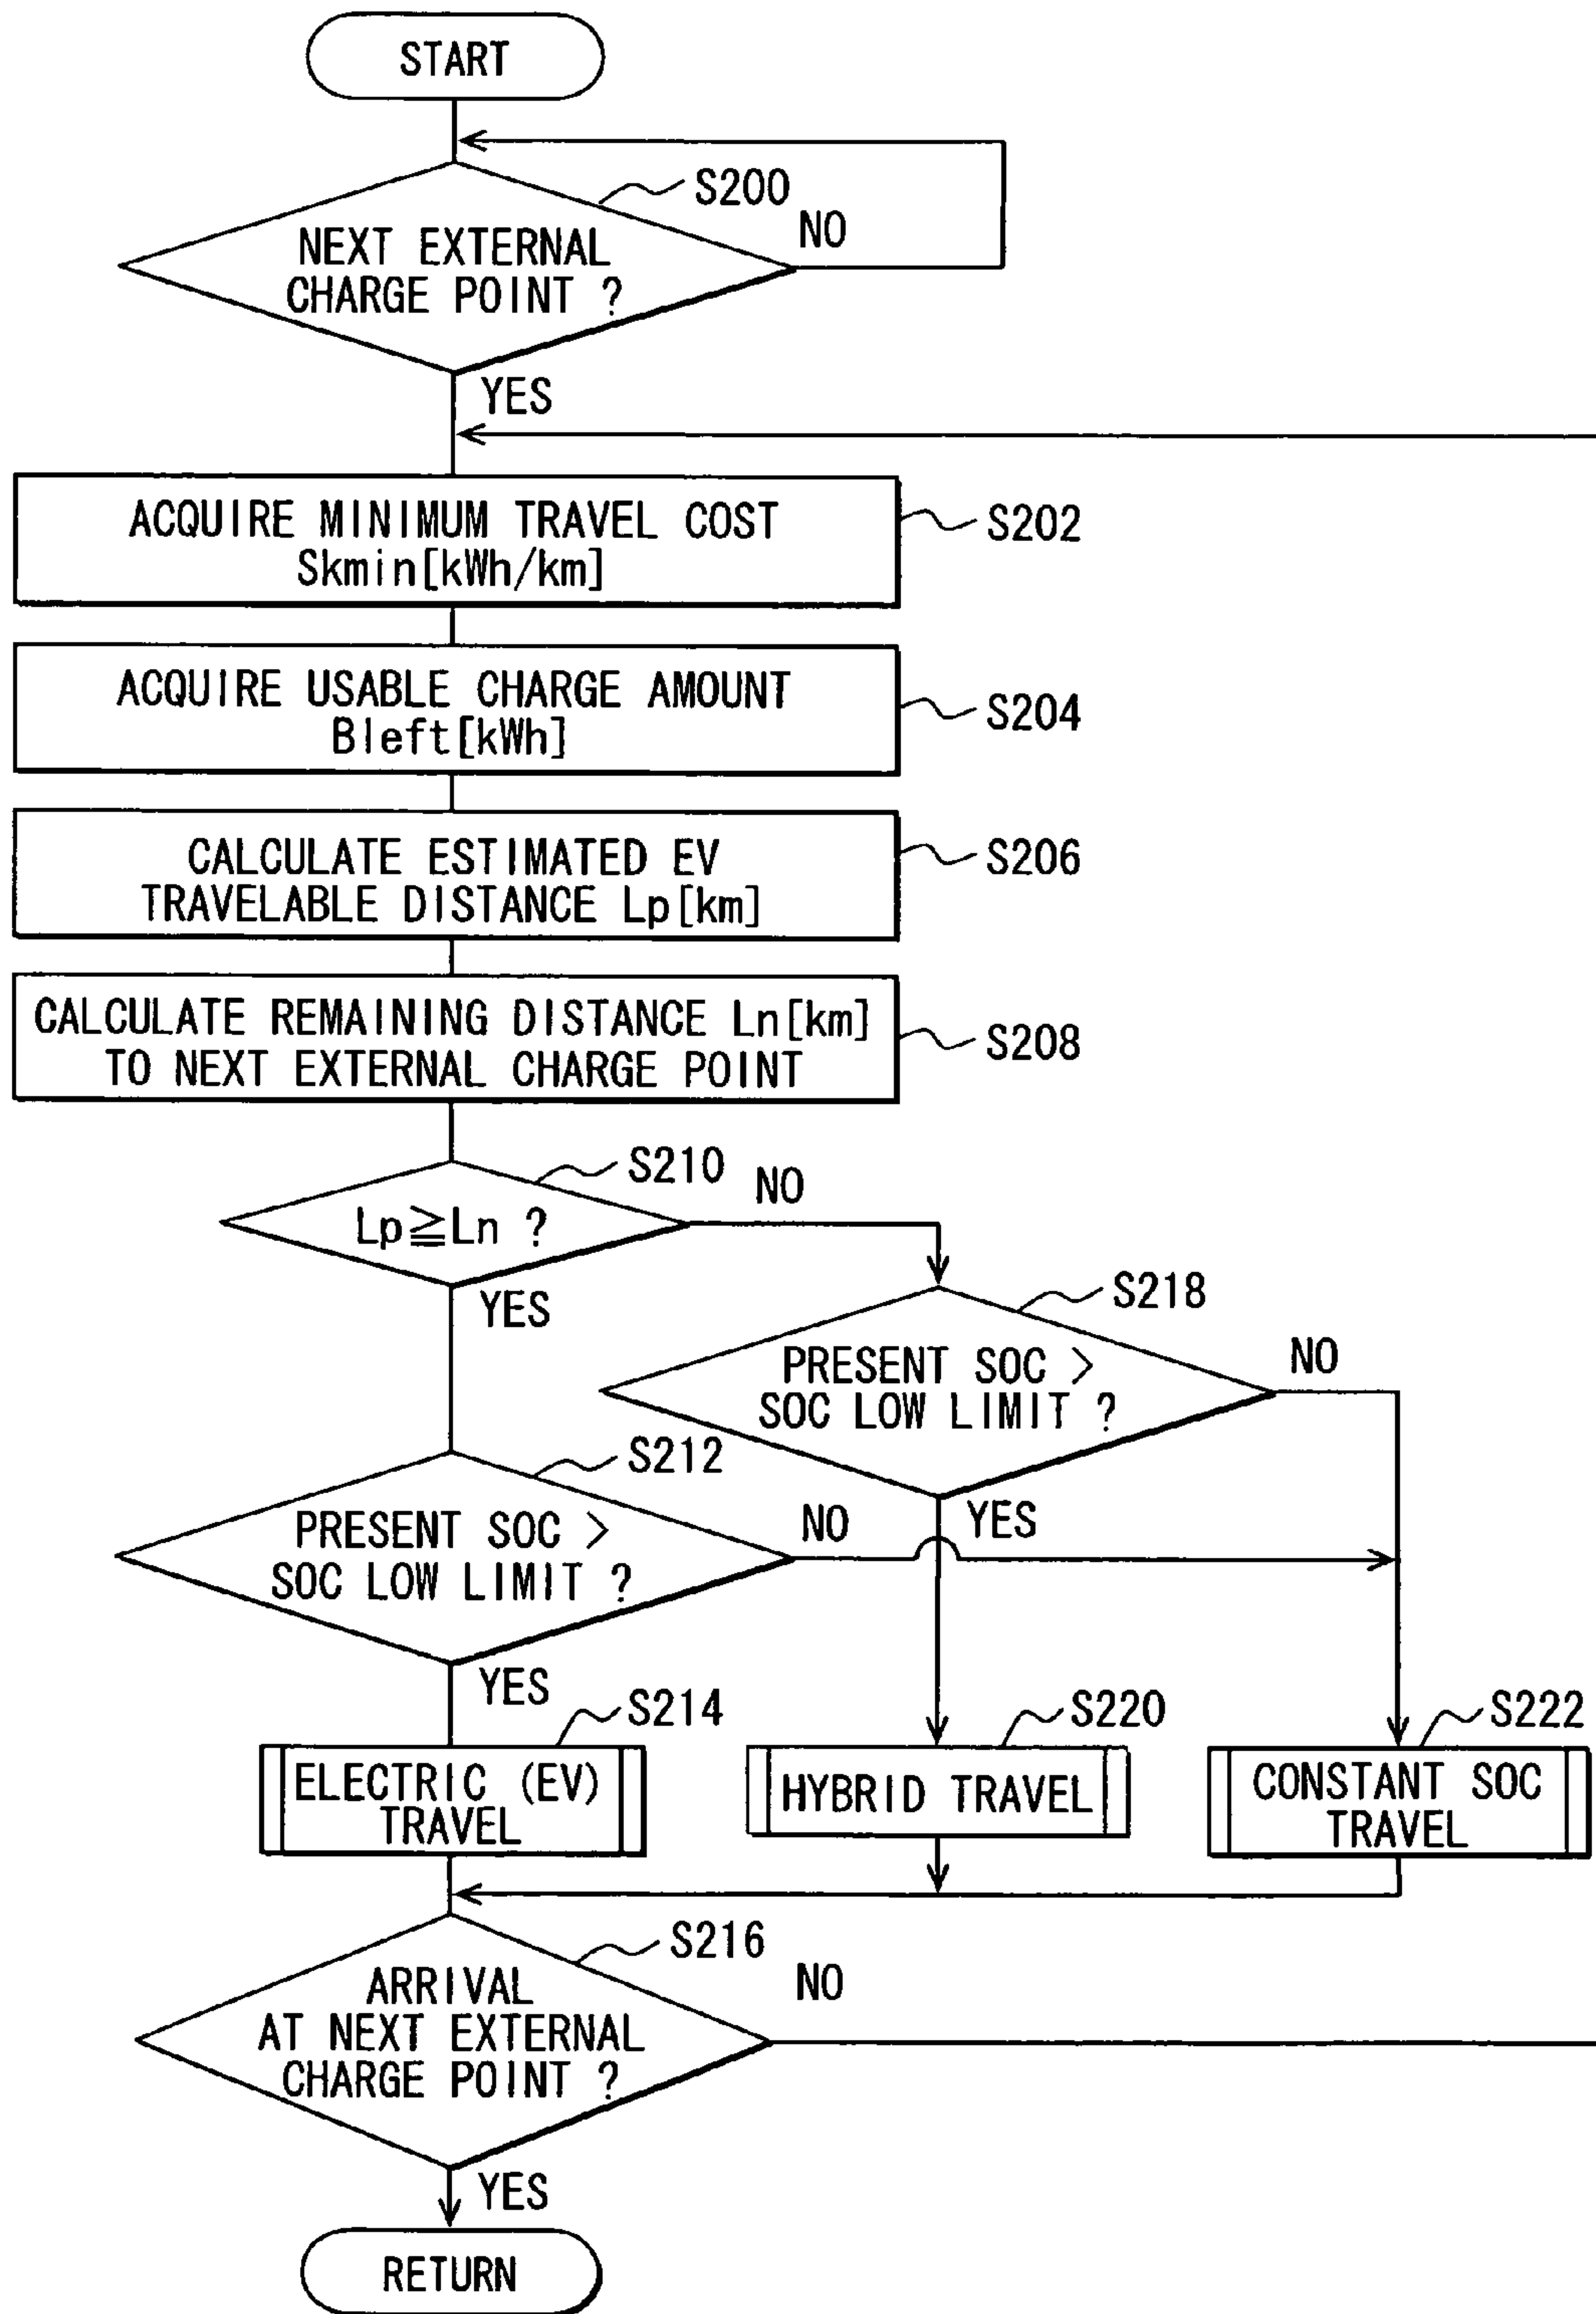 START
S200
NO
NEXT EXTERNAL
CHARGE POINT ?
YES
ACQUIRE MINIMUM TRAVEL COST
Skmin[kWh/km]
S202
ACQUIRE USABLE CHARGE AMOUNT
Bleft[kWh]
S204
CALCULATE ESTIMATED EV
TRAVELABLE DISTANCE Lp[km]
S206
CALCULATE REMAINING DISTANCE Ln[km]
TO NEXT EXTERNAL CHARGE POINT
S208
S210
NO
Lp≧Ln ?
YES
S218
NO
PRESENT SOC >
SOC LOW LIMIT ?
YES
S212
NO
PRESENT SOC >
SOC LOW LIMIT ?
YES
S214
ELECTRIC (EV)
TRAVEL
S220
HYBRID TRAVEL
S222
CONSTANT SOC
TRAVEL
S216
NO
ARRIVAL
AT NEXT EXTERNAL
CHARGE POINT ?
YES
RETURN